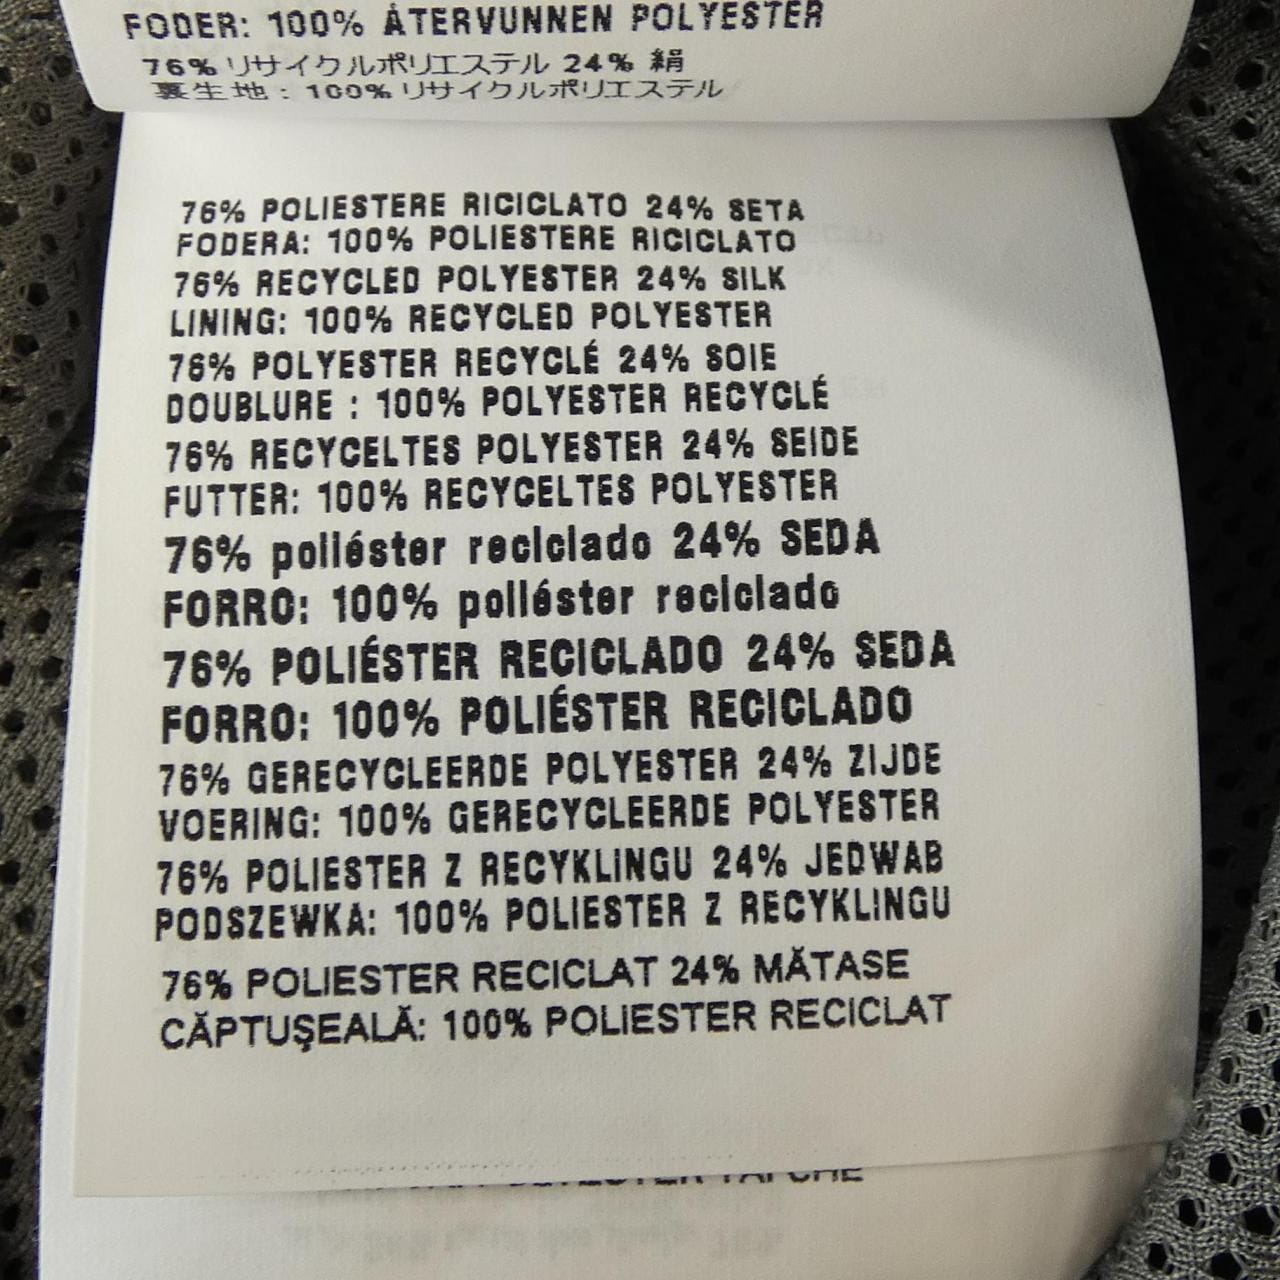 FODER: 100% ÅTERVUNNEN POLYESTER
76% リサイクルポリエステル 24% 絹
裏生地 : 100% リサイクルポリエステル
76% POLIESTERE RICICLATO 24% SETA
FODERA: 100% POLIESTERE RICICLATO
76% RECYCLED POLYESTER 24% SILK
LINING: 100% RECYCLED POLYESTER
76% POLYESTER RECYCLÉ 24% SOIE
DOUBLURE : 100% POLYESTER RECYCLÉ
76% RECYCELTES POLYESTER 24% SEIDE
FUTTER: 100% RECYCELTES POLYESTER
76% poliéster reciclado 24% SEDA
FORRO: 100% poliéster reciclado
76% POLIÉSTER RECICLADO 24% SEDA
FORRO: 100% POLIÉSTER RECICLADO
76% GERECYCLEERDE POLYESTER 24% ZIJDE
VOERING: 100% GERECYCLEERDE POLYESTER
76% POLIESTER Z RECYKLINGU 24% JEDWAB
PODSZEWKA: 100% POLIESTER Z RECYKLINGU
76% POLIESTER RECICLAT 24% MĂTASE
CĂPTUŞEALĂ: 100% POLIESTER RECICLAT